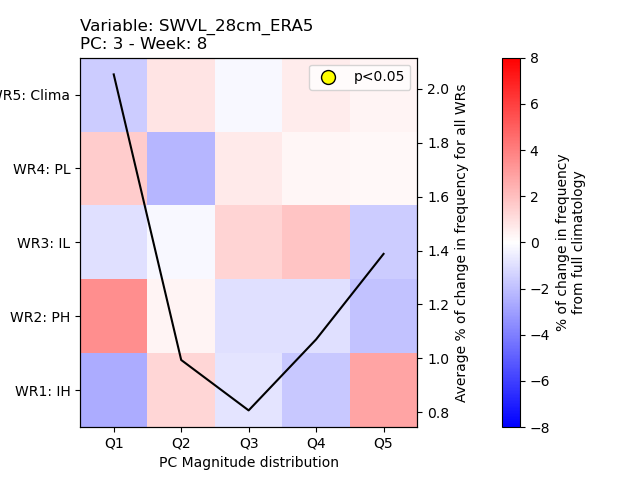 Variable: SWVL_28cm_ERA5
PC: 3 - Week: 8
p<0.05
WR5: Clima
WR4: PL
WR3: IL
WR2: PH
WR1: IH
Q1 Q2 Q3 Q4 Q5
PC Magnitude distribution
2.0
1.8
1.6
1.4
1.2
1.0
0.8
Average % of change in frequency for all WRs
8
6
4
2
0
−2
−4
−6
−8
% of change in frequency
from full climatology